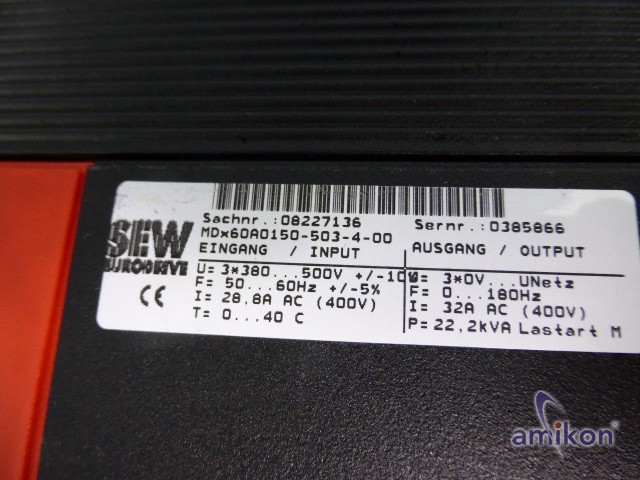 SEW
EURODRIVE
Sachnr.:08227136
Sernr.:0385866
MDx60A0150-503-4-00
EINGANG / INPUT
AUSGANG / OUTPUT
U= 3*380...500V +/-10%
U= 3*0V...UNetz
F= 50...60Hz +/-5%
F= 0...180Hz
I= 28,8A AC (400V)
I= 32A AC (400V)
T= 0...40 C
P= 22,2kVA Lastart M
CE
amikon